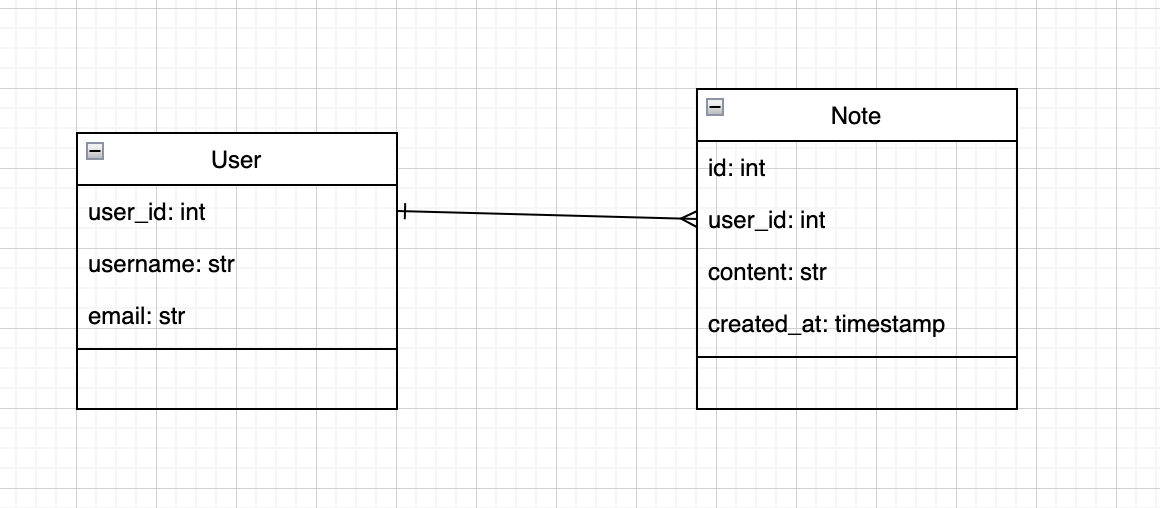 User
user_id: int
username: str
email: str
Note
id: int
user_id: int
content: str
created_at: timestamp